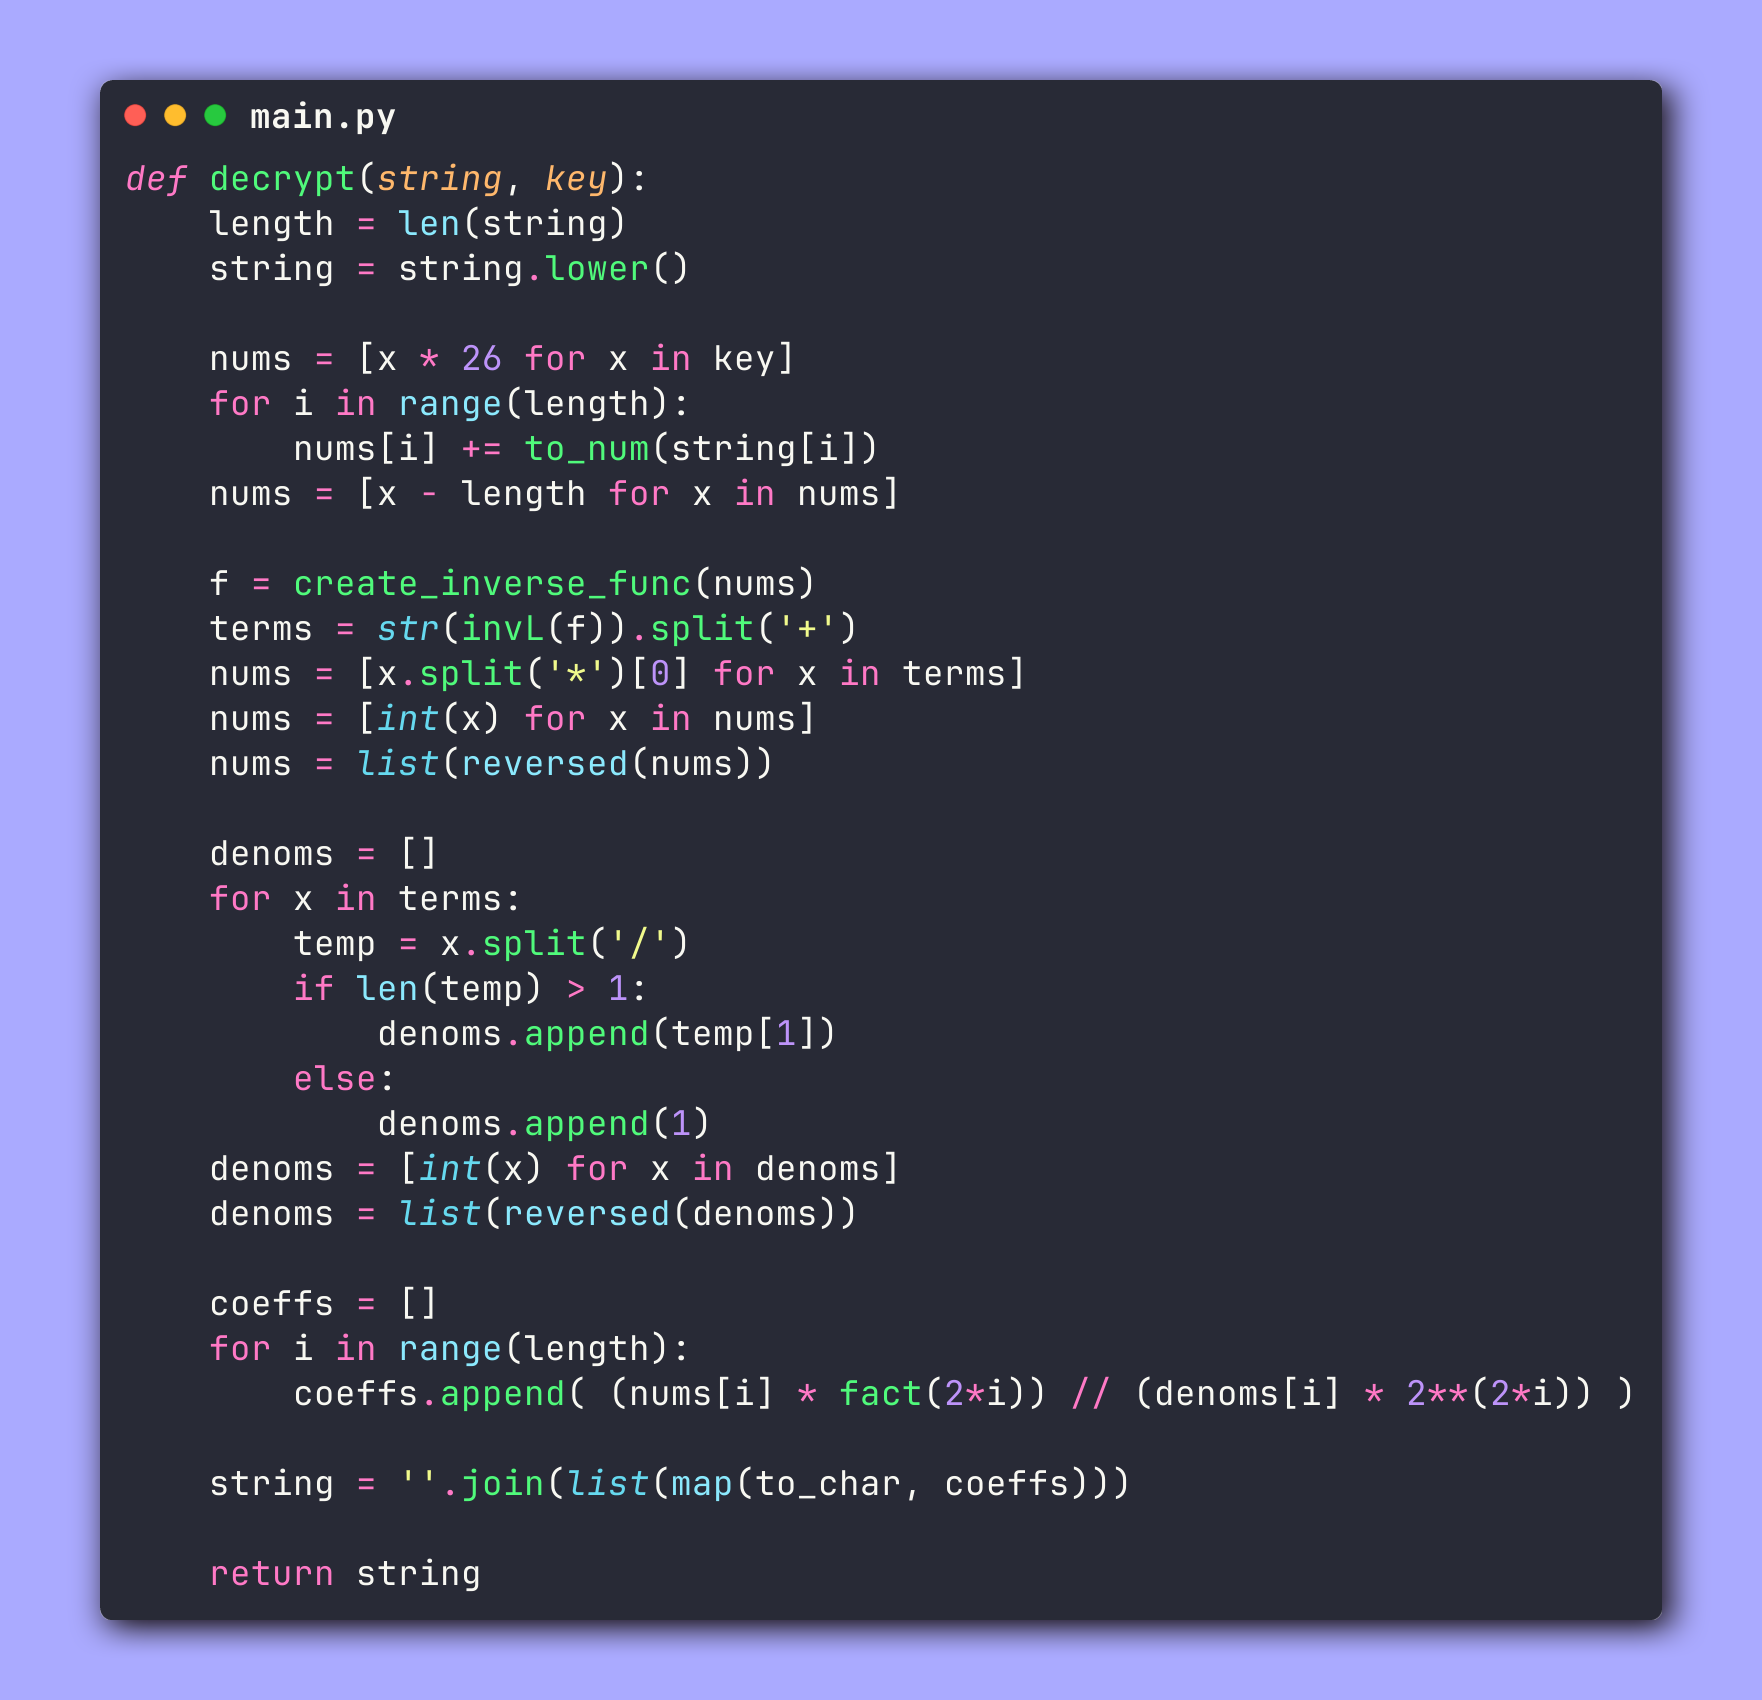 main.py
def decrypt(string, key):
    length = len(string)
    string = string.lower()

    nums = [x * 26 for x in key]
    for i in range(length):
        nums[i] += to_num(string[i])
    nums = [x - length for x in nums]

    f = create_inverse_func(nums)
    terms = str(invL(f)).split('+')
    nums = [x.split('*')[0] for x in terms]
    nums = [int(x) for x in nums]
    nums = list(reversed(nums))

    denoms = []
    for x in terms:
        temp = x.split('/')
        if len(temp) > 1:
            denoms.append(temp[1])
        else:
            denoms.append(1)
    denoms = [int(x) for x in denoms]
    denoms = list(reversed(denoms))

    coeffs = []
    for i in range(length):
        coeffs.append( (nums[i] * fact(2*i)) // (denoms[i] * 2**(2*i)) )

    string = ''.join(list(map(to_char, coeffs)))

    return string